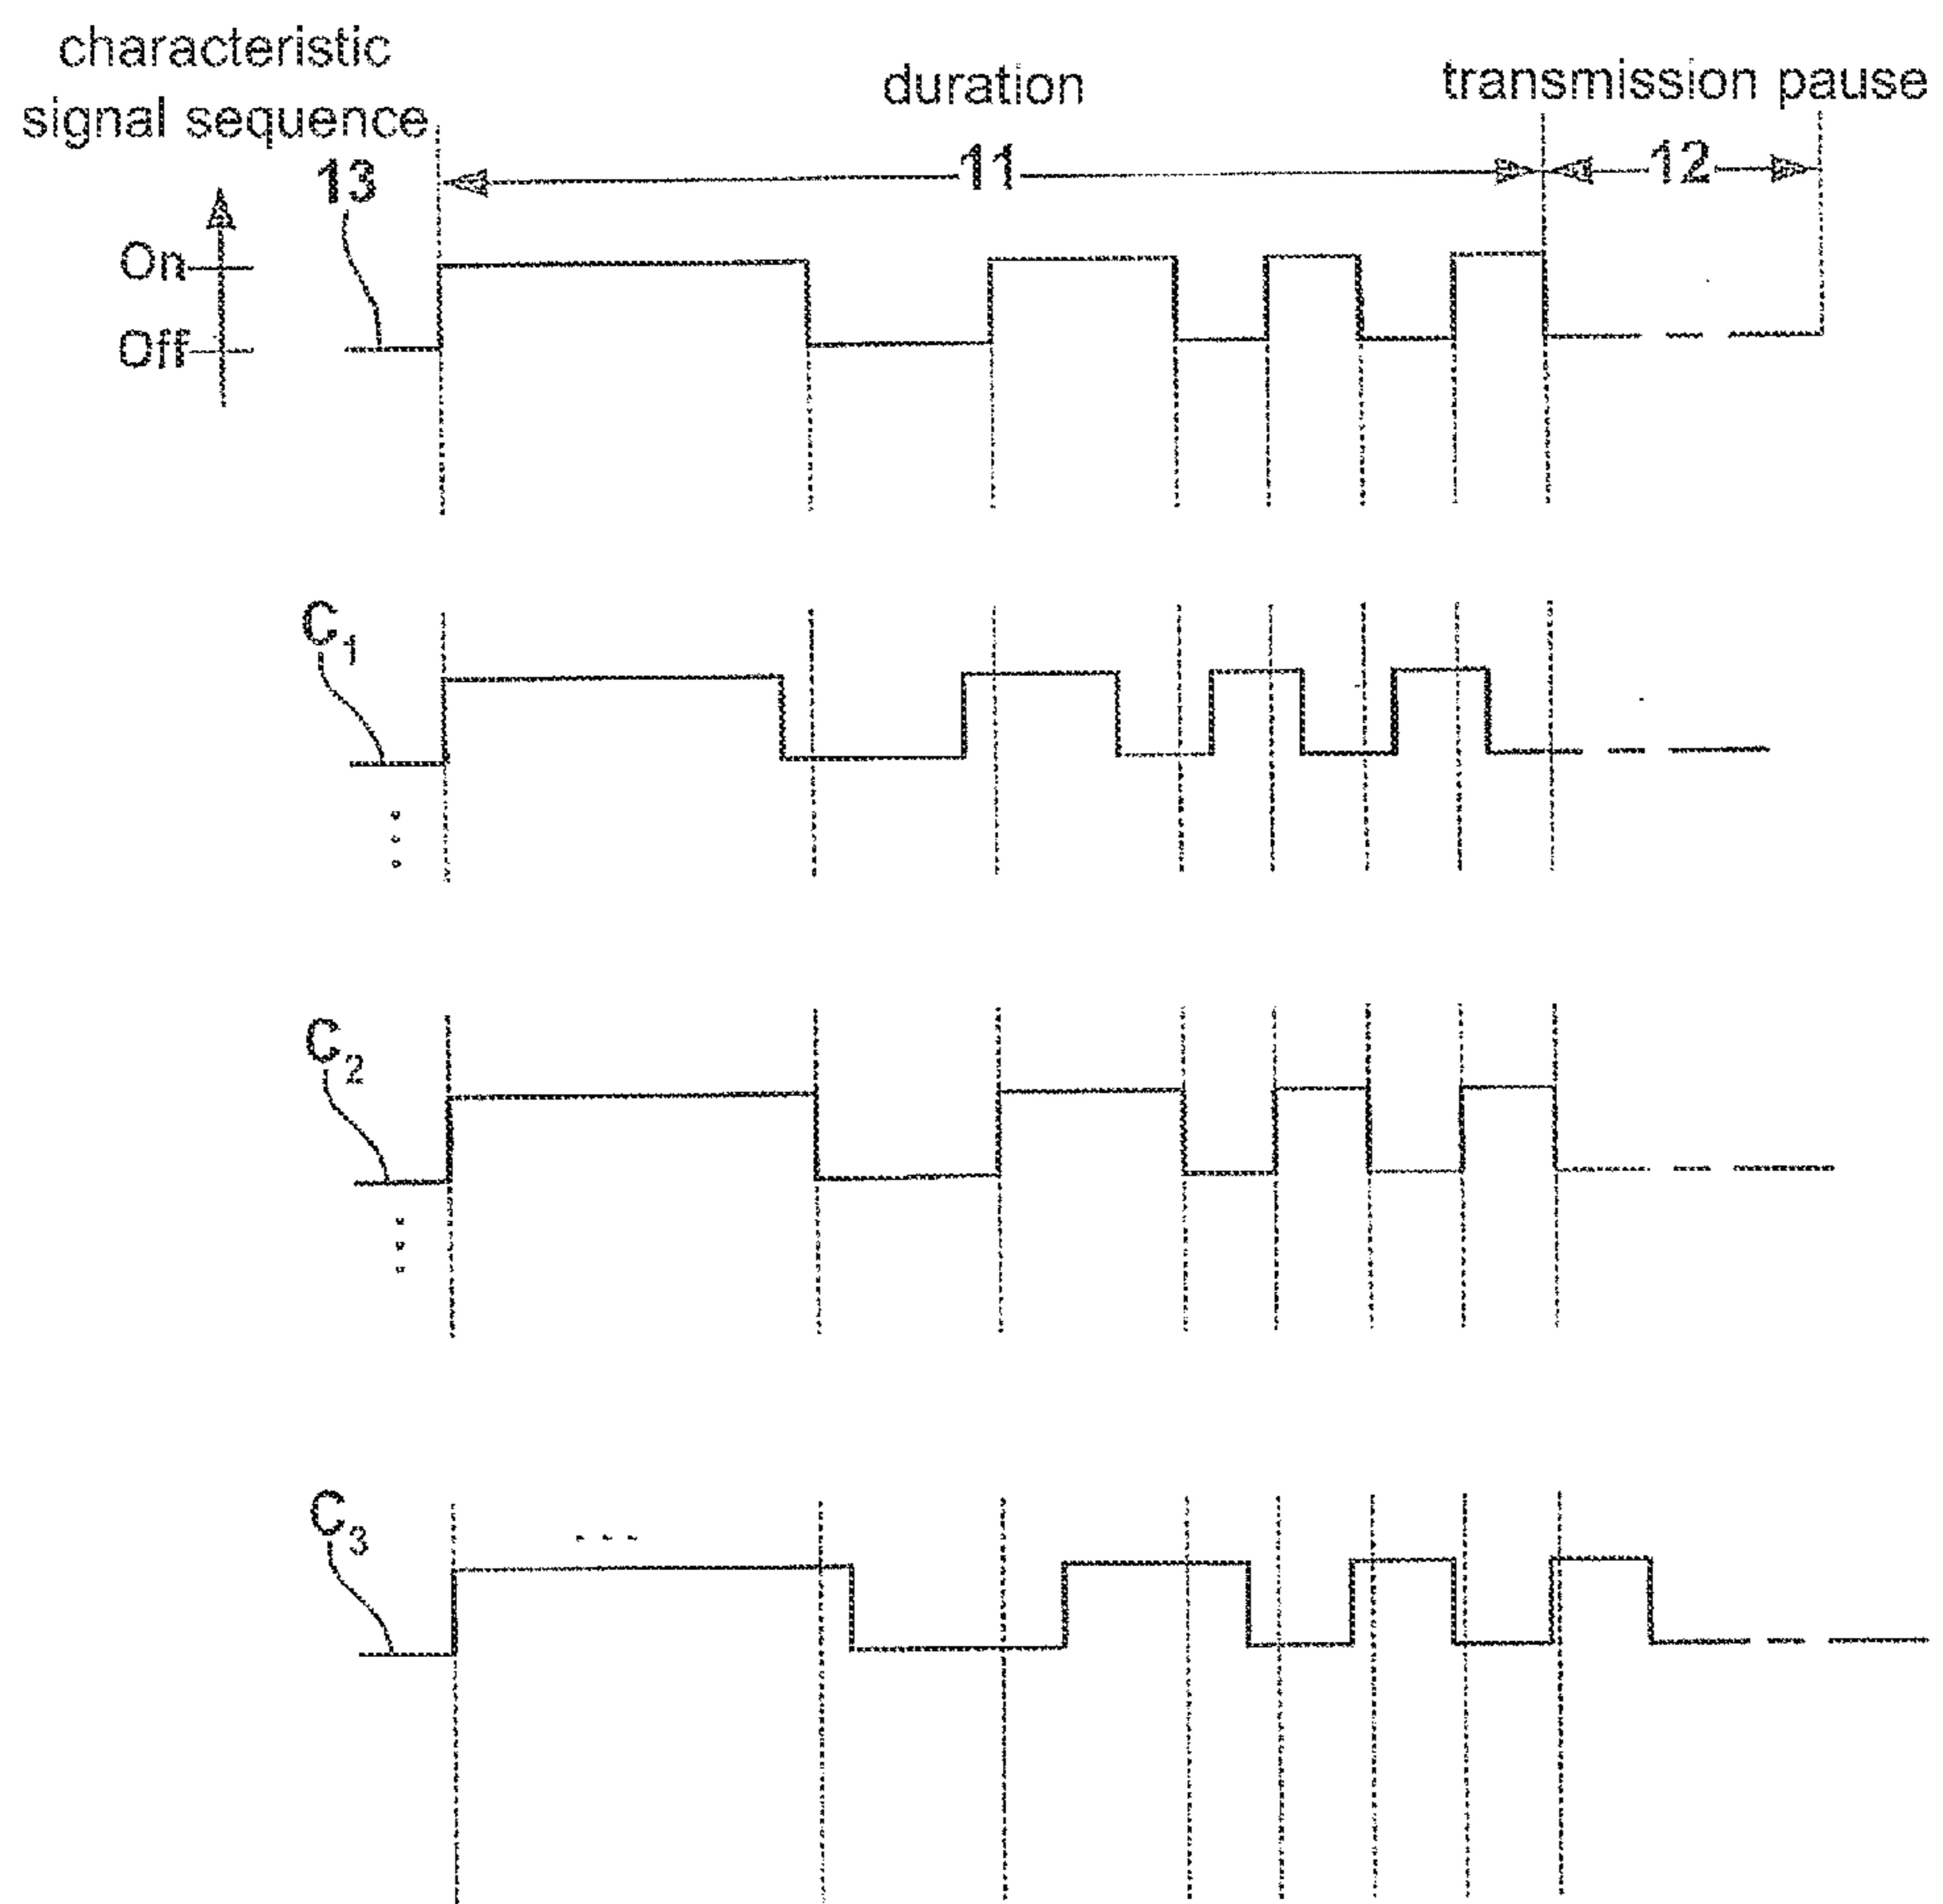 characteristic
signal sequence
duration
transmission pause
13
11
12
On
Off
C1
C2
C3